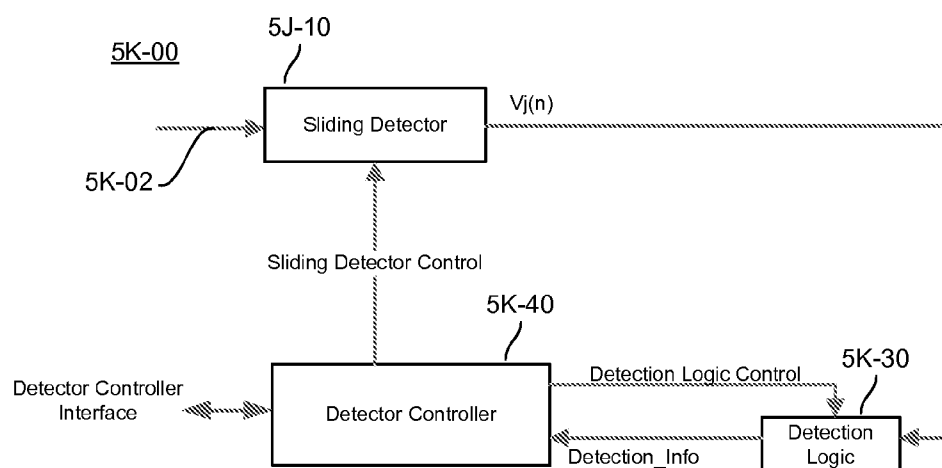 5J-10
5K-00
Vj(n)
Sliding Detector
5K-02
Sliding Detector Control
5K-40
5K-30
Detection Logic Control
Detector Controller
Interface
Detector Controller
Detection
Logic
Detection_Info